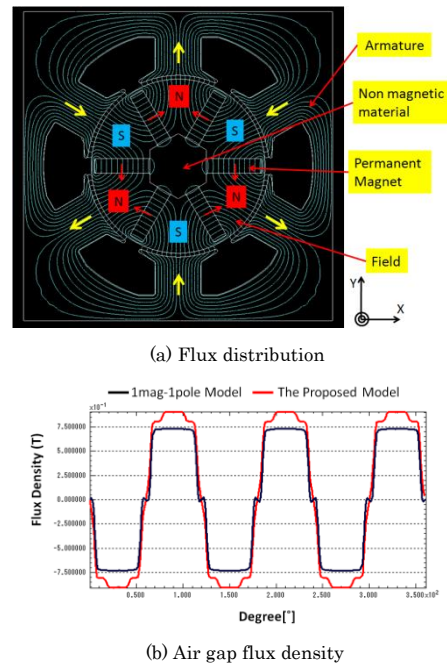 Armature
Non magnetic
material
Permanent
Magnet
Field
N
S
S
N
N
S
Y
X
(a) Flux distribution
1mag-1pole Model
The Proposed Model
×10⁻¹
7.500000
5.000000
2.500000
0.000000
-2.500000
-5.000000
-7.500000
Flux Density (T)
0.500 1.000 1.500 2.000 2.500 3.000 3.500 ×10²
Degree[°]
(b) Air gap flux density